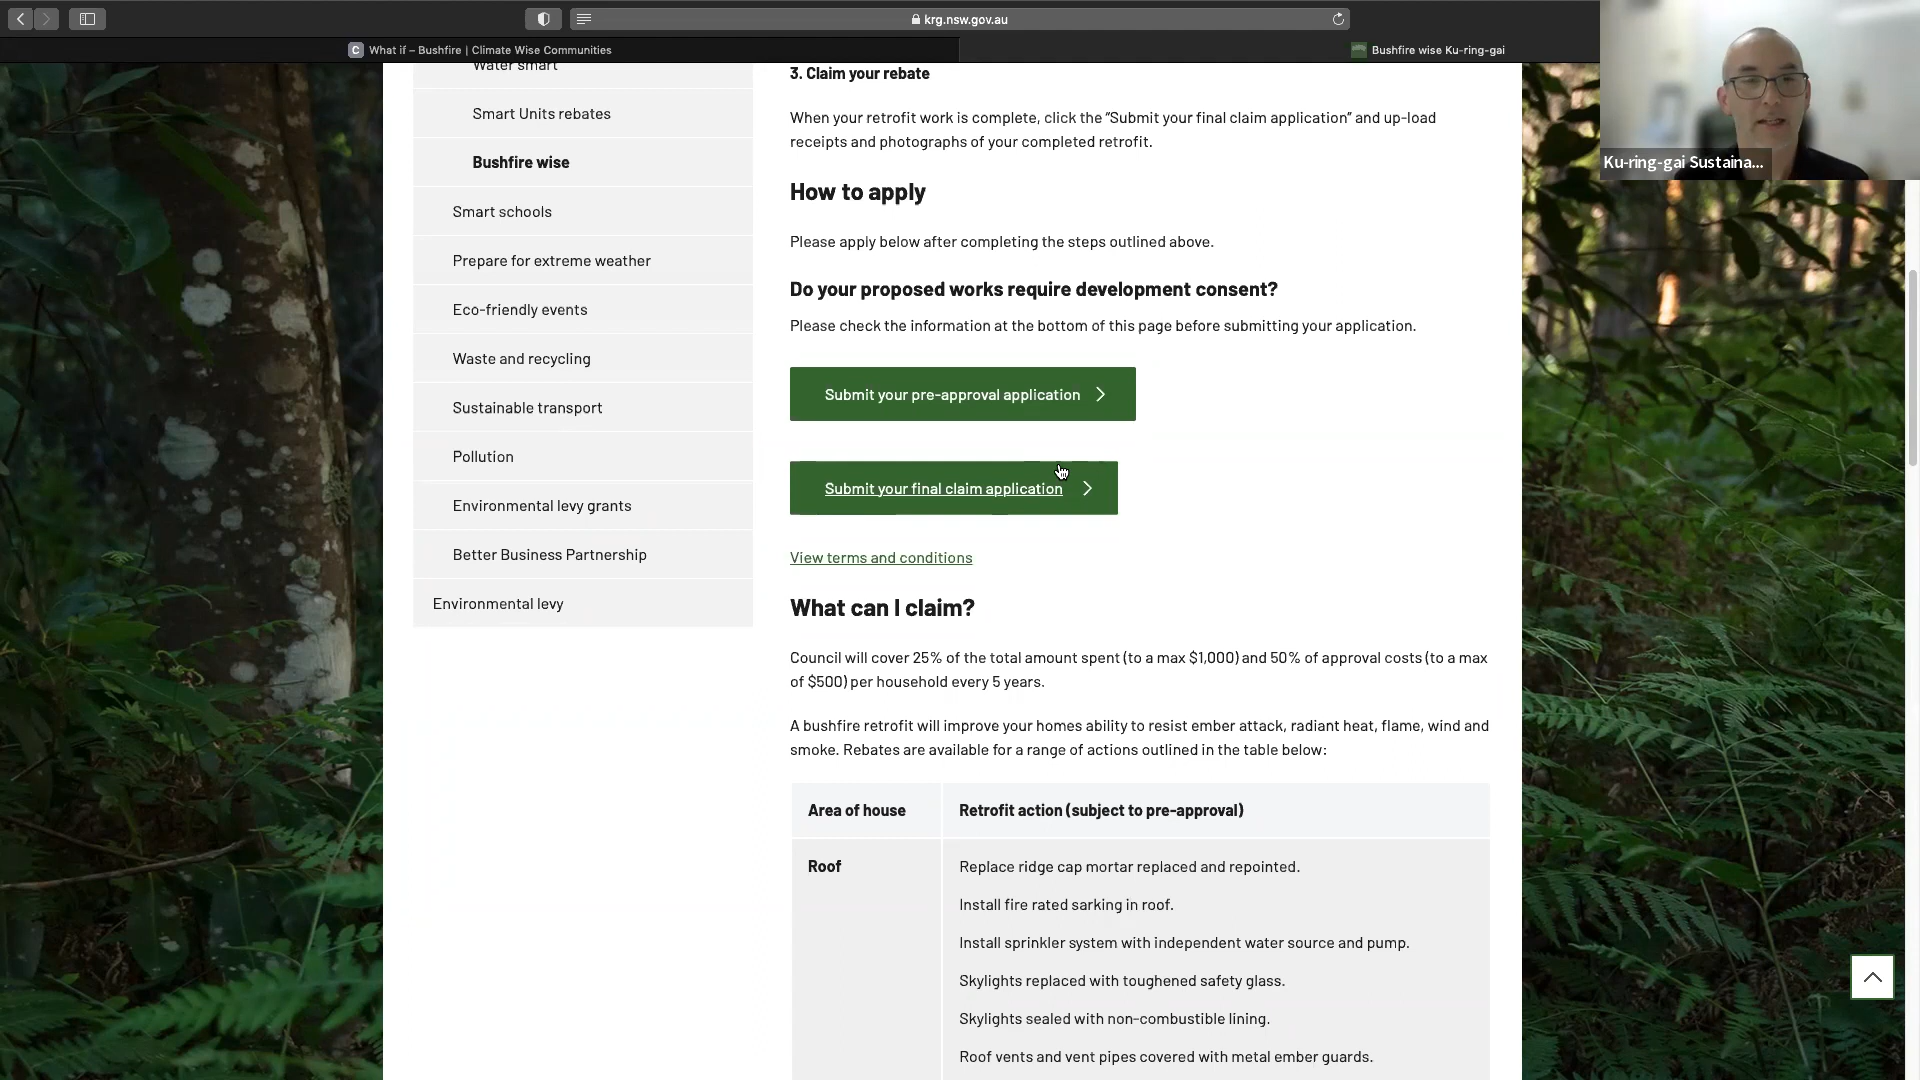 krg.nsw.gov.au
C What if – Bushfire | Climate Wise Communities
Bushfire wise Ku-ring-gai
Ku-ring-gai Sustaina...
Water smart
Smart Units rebates
Bushfire wise
Smart schools
Prepare for extreme weather
Eco-friendly events
Waste and recycling
Sustainable transport
Pollution
Environmental levy grants
Better Business Partnership
Environmental levy
3. Claim your rebate
When your retrofit work is complete, click the "Submit your final claim application" and up-load
receipts and photographs of your completed retrofit.
How to apply
Please apply below after completing the steps outlined above.
Do your proposed works require development consent?
Please check the information at the bottom of this page before submitting your application.
Submit your pre-approval application
Submit your final claim application
View terms and conditions
What can I claim?
Council will cover 25% of the total amount spent (to a max $1,000) and 50% of approval costs (to a max
of $500) per household every 5 years.
A bushfire retrofit will improve your homes ability to resist ember attack, radiant heat, flame, wind and
smoke. Rebates are available for a range of actions outlined in the table below:
Area of house
Retrofit action (subject to pre-approval)
Roof
Replace ridge cap mortar replaced and repointed.
Install fire rated sarking in roof.
Install sprinkler system with independent water source and pump.
Skylights replaced with toughened safety glass.
Skylights sealed with non-combustible lining.
Roof vents and vent pipes covered with metal ember guards.